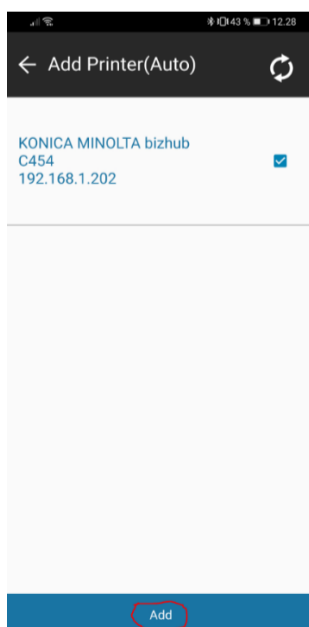 43 % 12.28
Add Printer(Auto)
KONICA MINOLTA bizhub
C454
192.168.1.202
Add